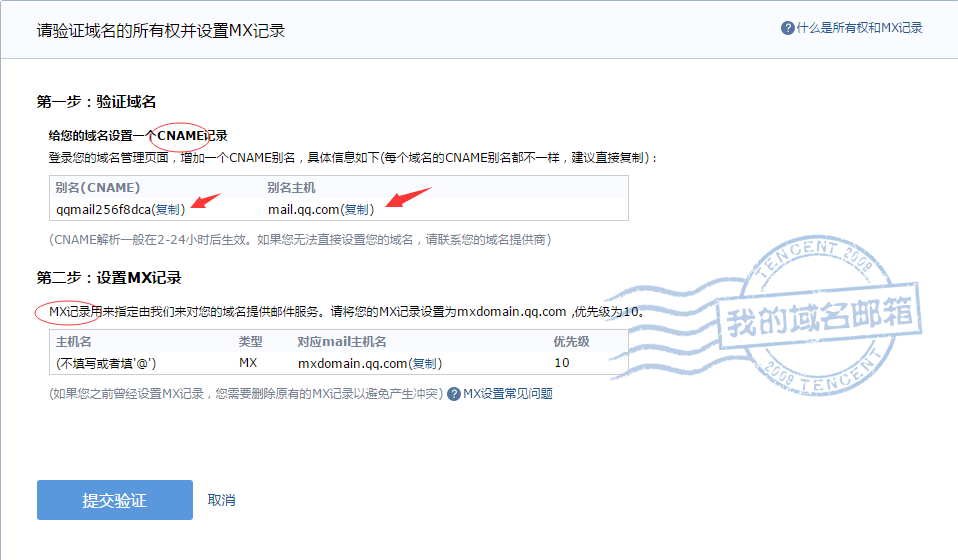 请验证域名的所有权并设置MX记录
?什么是所有权和MX记录
第一步：验证域名
给您的域名设置一个CNAME记录
登录您的域名管理页面，增加一个CNAME别名，具体信息如下(每个域名的CNAME别名都不一样，建议直接复制)：
别名(CNAME) 别名主机
qqmail256f8dca(复制) mail.qq.com(复制)
(CNAME解析一般在2-24小时后生效。如果您无法直接设置您的域名，请联系您的域名提供商)
第二步：设置MX记录
MX记录用来指定由我们来对您的域名提供邮件服务。请将您的MX记录设置为mxdomain.qq.com ,优先级为10。
主机名 类型 对应mail主机名 优先级
(不填写或者填'@') MX mxdomain.qq.com(复制) 10
(如果您之前曾经设置MX记录，您需要删除原有的MX记录以避免产生冲突) ?MX设置常见问题
TENCENT 2009
我的域名邮箱
2009 TENCENT
提交验证 取消